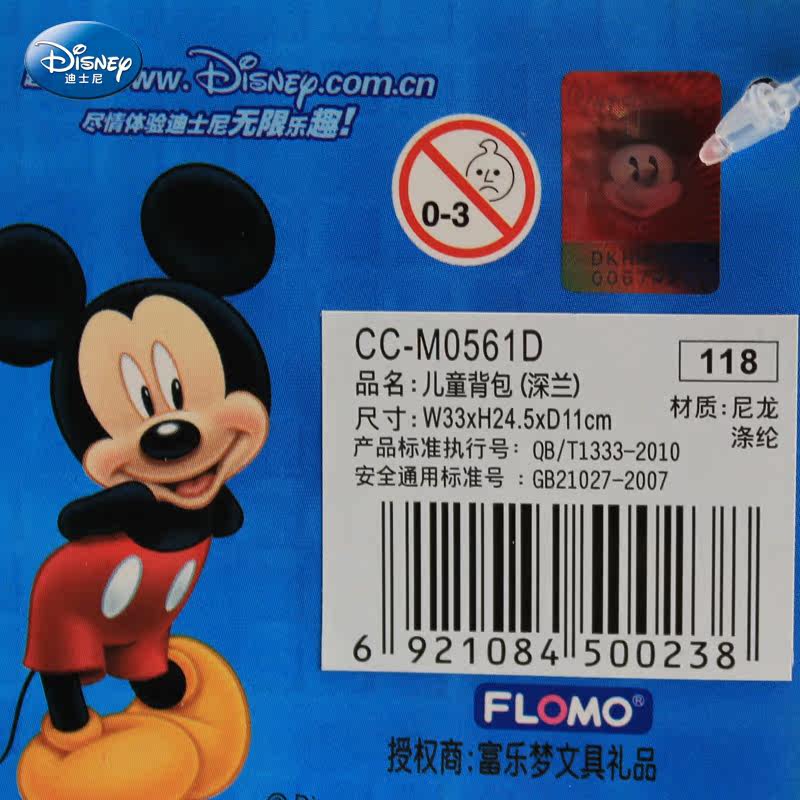 Disney
迪士尼
www.Disney.com.cn
尽情体验迪士尼无限乐趣!
0-3
CC-M0561D
118
品名:儿童背包(深兰)
尺寸:W33xH24.5xD11cm
材质:尼龙
涤纶
产品标准执行号: QB/T1333-2010
安全通用标准号 : GB21027-2007
6 921084 500238
FLOMO®
授权商:富乐梦文具礼品